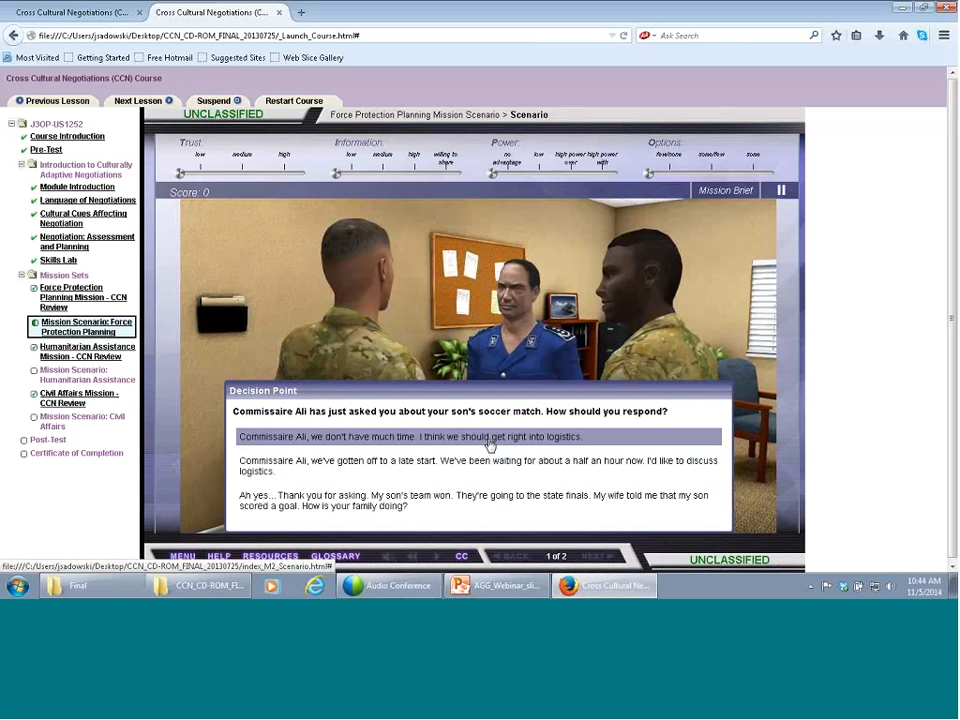 Cross Cultural Negotiations (C...
Cross Cultural Negotiations (CCN) ...
file:///C:/Users/jsadowski/Desktop/CCN_CD-ROM_FINAL_20130725/_Launch_Course.html#
Ask Search
Most Visited
Getting Started
Free Hotmail
Suggested Sites
Web Slice Gallery
Cross Cultural Negotiations (CCN) Course
Previous Lesson
Next Lesson
Suspend
Restart Course
J3OP-US1252
Course Introduction
Pre-Test
Introduction to Culturally
Adaptive Negotiations
Module Introduction
Language of Negotiations
Cultural Cues Affecting
Negotiation
Negotiation: Assessment
and Planning
Skills Lab
Mission Sets
Force Protection
Planning Mission - CCN
Review
Mission Scenario: Force
Protection Planning
Humanitarian Assistance
Mission - CCN Review
Mission Scenario:
Humanitarian Assistance
Civil Affairs Mission -
CCN Review
Mission Scenario: Civil
Affairs
Post-Test
Certificate of Completion
UNCLASSIFIED
Force Protection Planning Mission Scenario > Scenario
Trust:
low medium high
Information:
low medium high willing to
share
Power:
no
advantage
low
high power
over
high power
with
Options:
few/none some/few some
Score: 0
Mission Brief
Decision Point
Commissaire Ali has just asked you about your son's soccer match. How should you respond?
Commissaire Ali, we don't have much time. I think we should get right into logistics.
Commissaire Ali, we've gotten off to a late start. We've been waiting for about a half an hour now. I'd like to discuss
logistics.
Ah yes... Thank you for asking. My son's team won. They're going to the state finals. My wife told me that my son
scored a goal. How is your family doing?
MENU HELP RESOURCES GLOSSARY
CC
BACK
1 of 2
NEXT
UNCLASSIFIED
file:///C:/Users/jsadowski/Desktop/CCN_CD-ROM_FINAL_20130725/index_M2_Scenario.html#
Final
CCN_CD-ROM_FI...
Audio Conference
AGG_Webinar_sli...
Cross Cultural Ne...
10:44 AM
11/5/2014